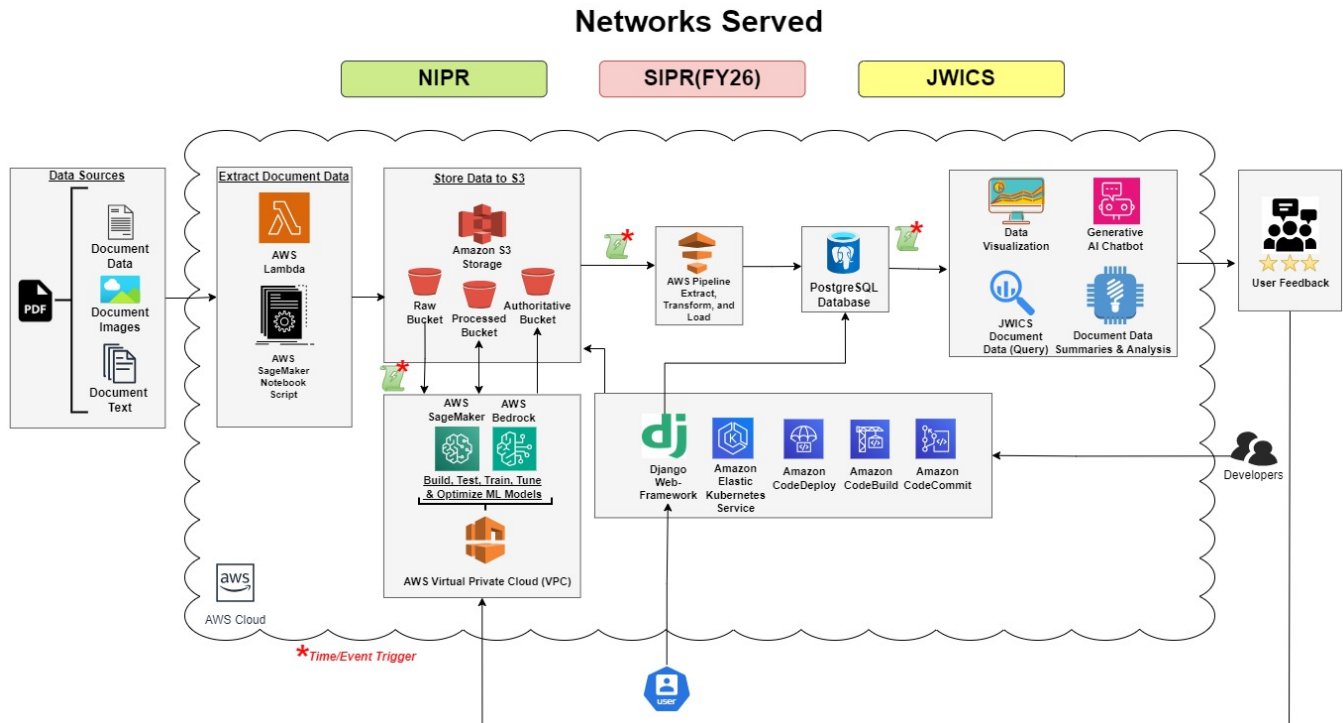 Networks Served
NIPR
SIPR(FY26)
JWICS
Data Sources
PDF
Document
Data
Document
Images
Document
Text
Extract Document Data
AWS
Lambda
AWS
SageMaker
Notebook
Script
Store Data to S3
Amazon S3
Storage
Raw
Bucket
Processed
Bucket
Authoritative
Bucket
*
AWS Pipeline
Extract,
Transform, and
Load
PostgreSQL
Database
*
Data
Visualization
Generative
AI Chatbot
JWICS
Document
Data (Query)
Document Data
Summaries & Analysis
User Feedback
*
AWS
SageMaker
AWS
Bedrock
Build, Test, Train, Tune
& Optimize ML Models
AWS Virtual Private Cloud (VPC)
dj
Django
Web-
Framework
K
Amazon
Elastic
Kubernetes
Service
Amazon
CodeDeploy
Amazon
CodeBuild
Amazon
CodeCommit
Developers
aws
AWS Cloud
*Time/Event Trigger
user